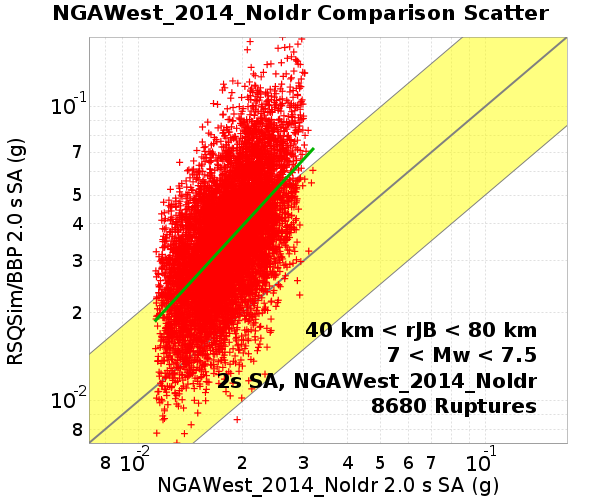 NGAWest_2014_NoIdr Comparison Scatter
RSQSim/BBP 2.0 s SA (g)
10-1
7
5
4
3
2
10-2
8
40 km < rJB < 80 km
7 < Mw < 7.5
2s SA, NGAWest_2014_NoIdr
8680 Ruptures
8 10-2 2 3 4 5 6 7 10-1
NGAWest_2014_NoIdr 2.0 s SA (g)